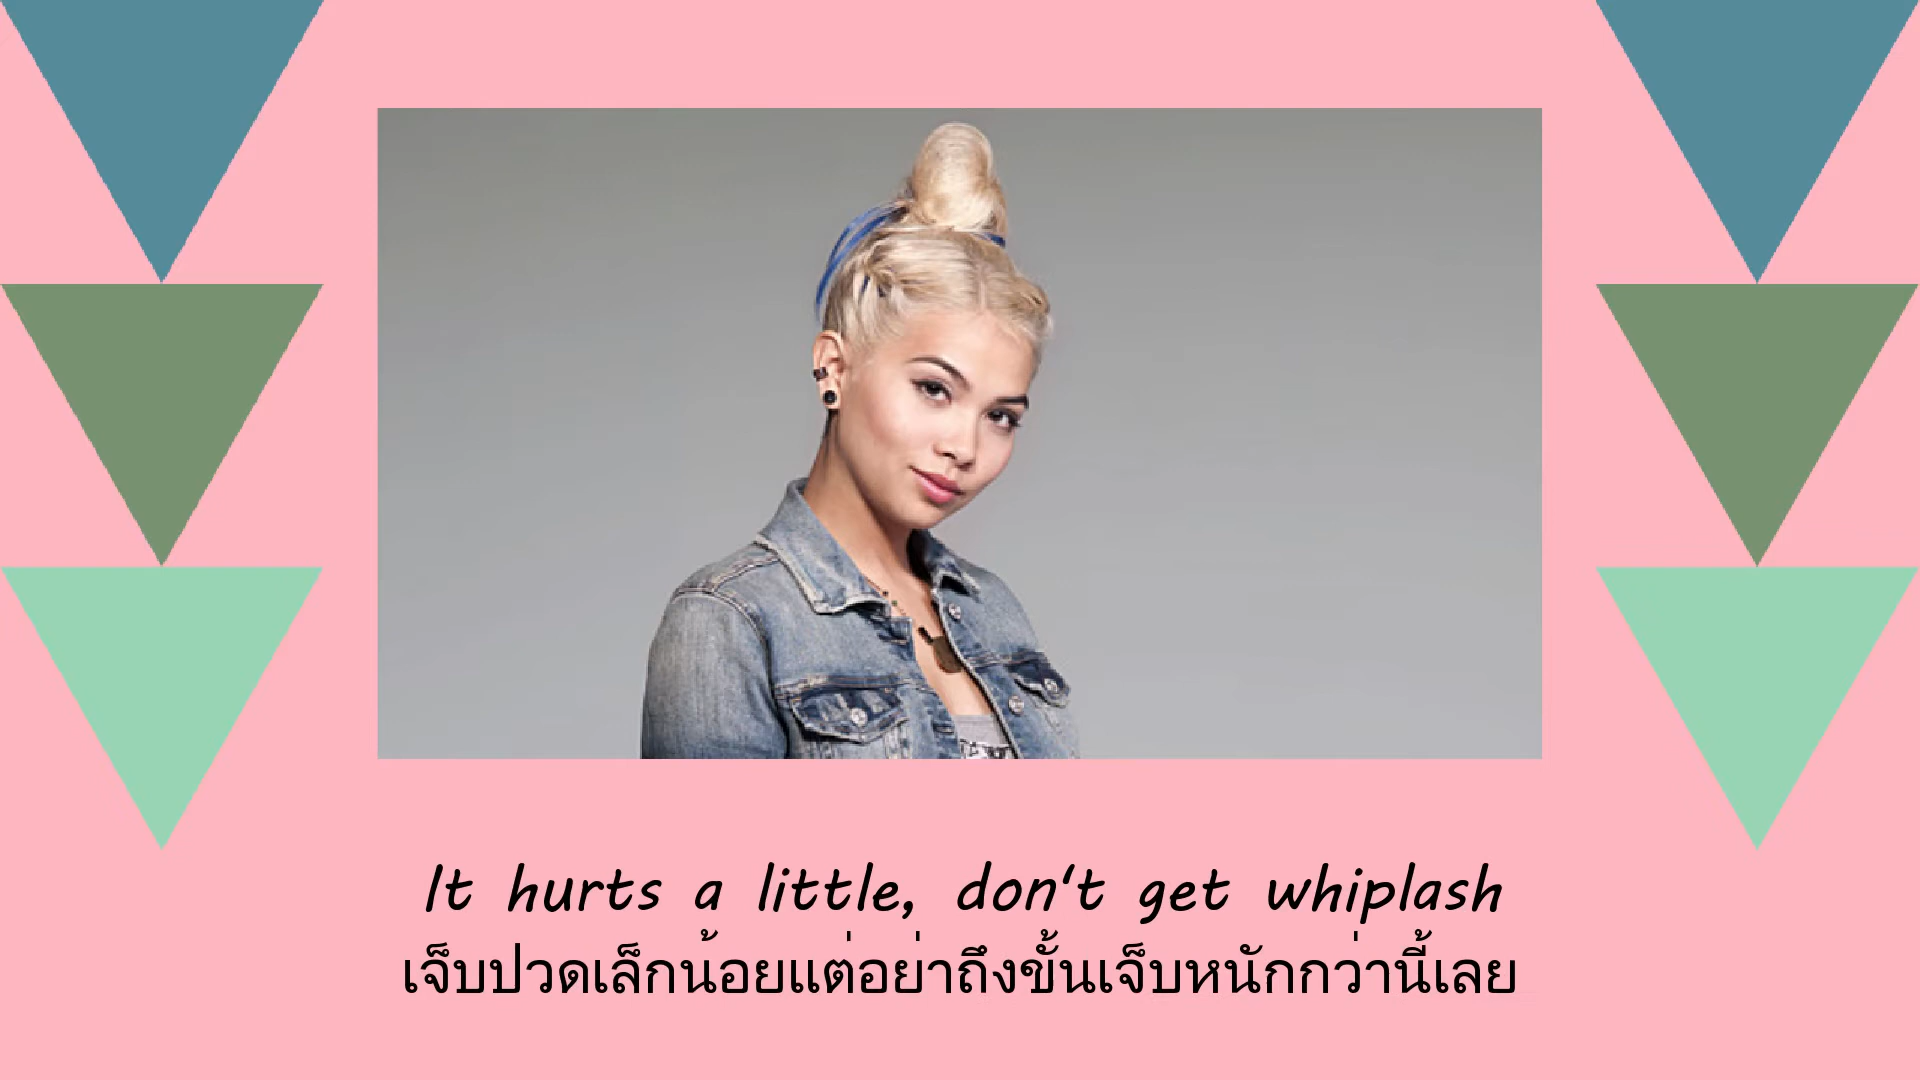 It hurts a little, don't get whiplash
เจ็บปวดเล็กน้อยแต่อย่าถึงขั้นเจ็บหนักกว่านี้เลย